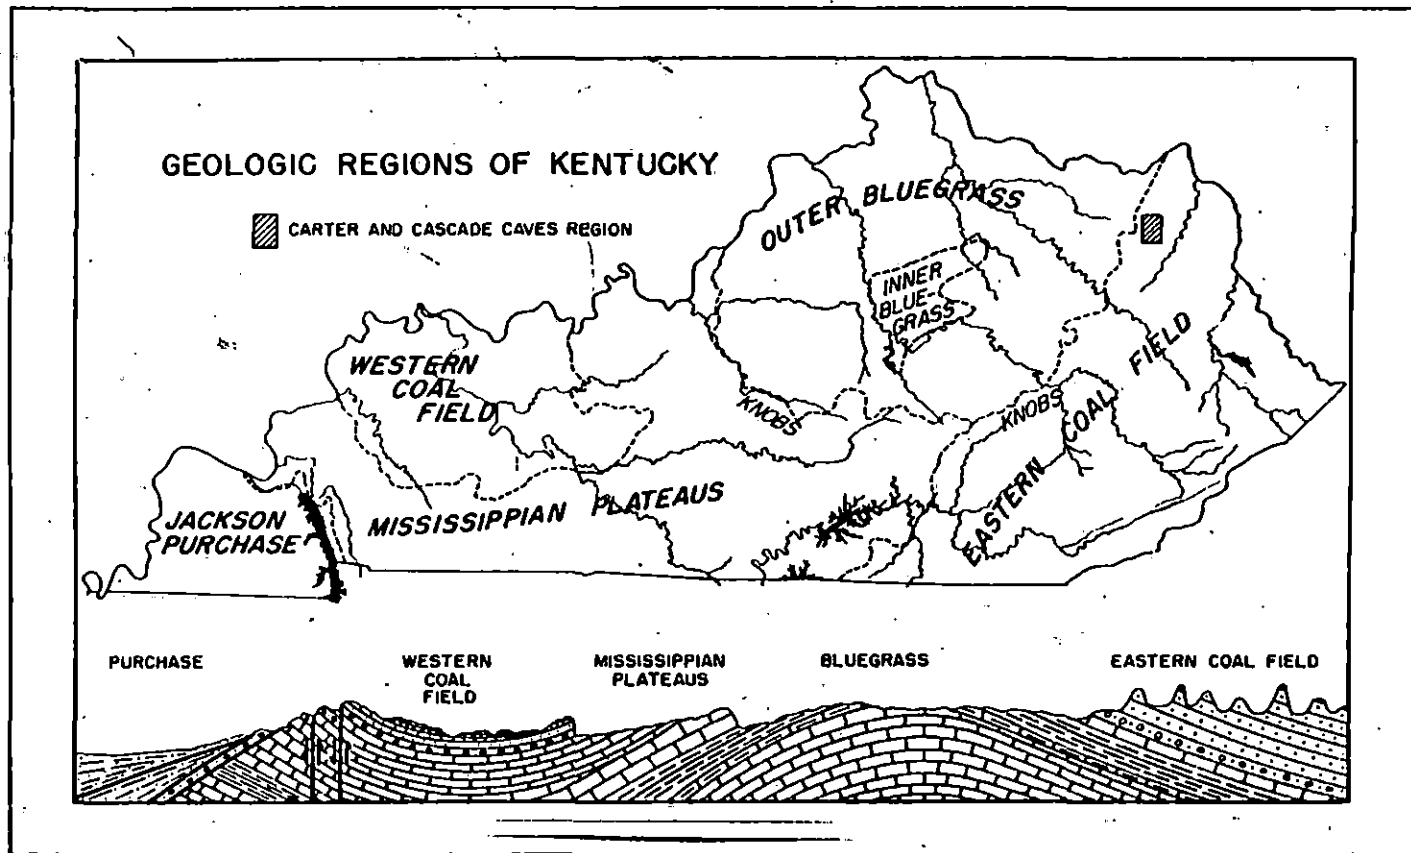 GEOLOGIC REGIONS OF KENTUCKY
CARTER AND CASCADE CAVES REGION
OUTER BLUEGRASS
INNER
BLUE-
GRASS
WESTERN
COAL
FIELD
KNOBS
KNOBS
EASTERN COAL FIELD
MISSISSIPPIAN PLATEAUS
JACKSON
PURCHASE
PURCHASE
WESTERN
COAL
FIELD
MISSISSIPPIAN
PLATEAUS
BLUEGRASS
EASTERN COAL FIELD